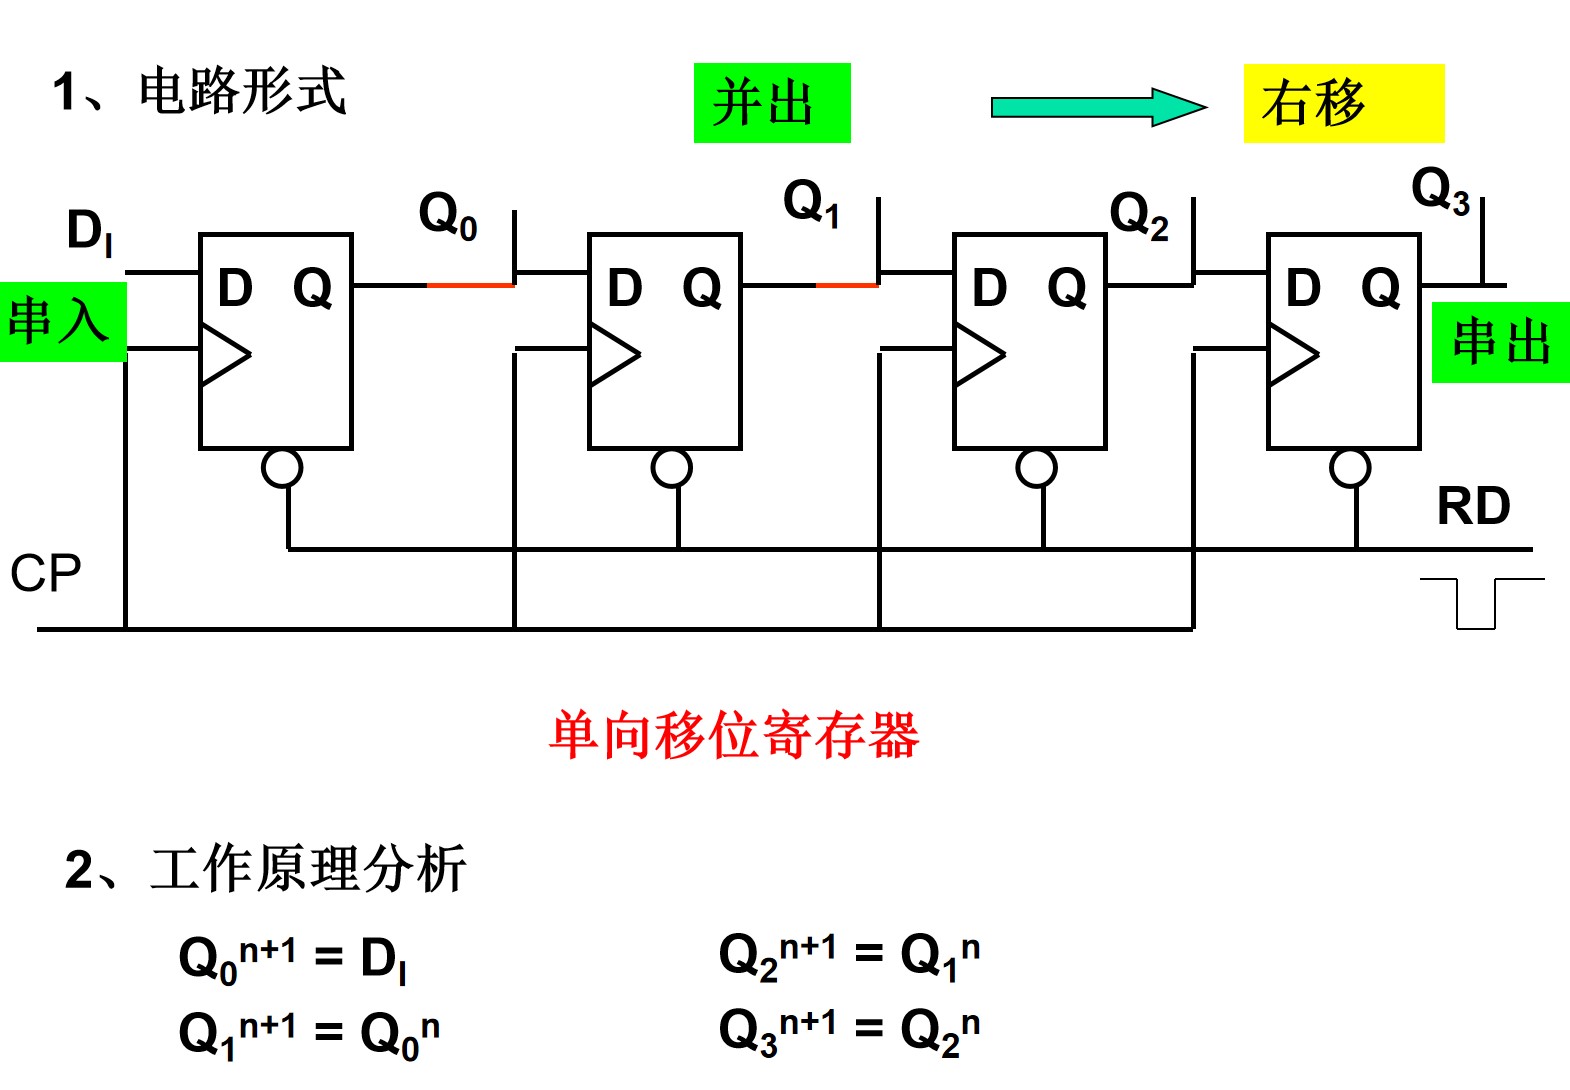 1、电路形式
并出
右移
D_I
Q_0
Q_1
Q_2
Q_3
D Q
D Q
D Q
D Q
串入
串出
RD
CP
单向移位寄存器
2、工作原理分析
Q_0^{n+1} = D_I
Q_2^{n+1} = Q_1^n
Q_1^{n+1} = Q_0^n
Q_3^{n+1} = Q_2^n